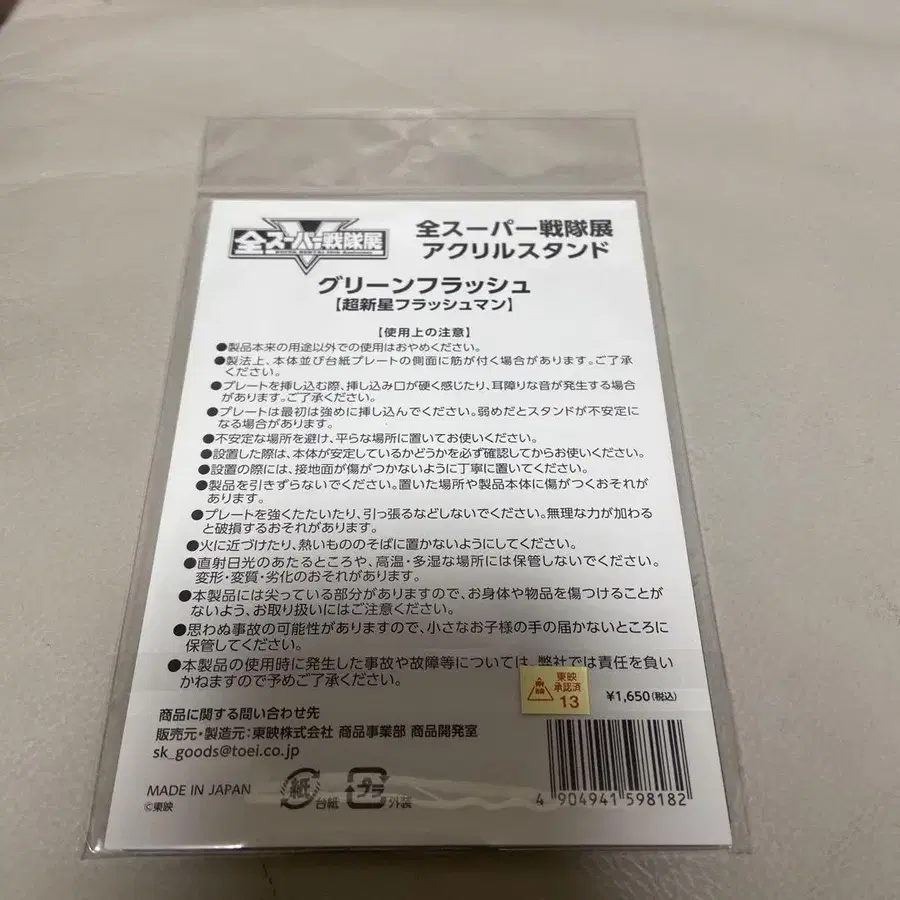 全スーパー戦隊展
全スーパー戦隊展
アクリルスタンド
グリーンフラッシュ
【超新星フラッシュマン】
【使用上の注意】
●製品本来の用途以外での使用はおやめください。
●製法上、本体並び台紙プレートの側面に筋が付く場合があります。ご了承
ください。
●プレートを挿し込む際、挿し込み口が硬く感じたり、耳障りな音が発生する場合
があります。ご了承ください。
●プレートは最初は強めに挿し込んでください。弱めだとスタンドが不安定に
なる場合があります。
●不安定な場所を避け、平らな場所に置いてお使いください。
●設置した際は、本体が安定しているかどうかを必ず確認してからお使いください。
●設置の際には、接地面が傷がつかないように丁寧に置いてください。
●製品を引きずらないでください。置いた場所や製品本体に傷がつくおそれが
あります。
●プレートを強くたたいたり、引っ張るなどしないでください。無理な力が加わる
と破損するおそれがあります。
●火に近づけたり、熱いもののそばに置かないようにしてください。
●直射日光のあたるところや、高温・多湿な場所には保管しないでください。
変形・変質・劣化のおそれがあります。
●本製品には尖っている部分がありますので、お身体や物品を傷つけることが
ないよう、お取り扱いにはご注意ください。
●思わぬ事故の可能性がありますので、小さなお子様の手の届かないところに
保管してください。
●本製品の使用時に発生した事故や故障等については、弊社では責任を負い
かねますので予めご了承ください。
東映
東映
承認済
13
¥1,650(税込)
商品に関する問い合わせ先
販売元・製造元：東映株式会社 商品事業部 商品開発室
sk_goods@toei.co.jp
MADE IN JAPAN
©東映
紙
台紙
プラ
外装
4 904941 598182